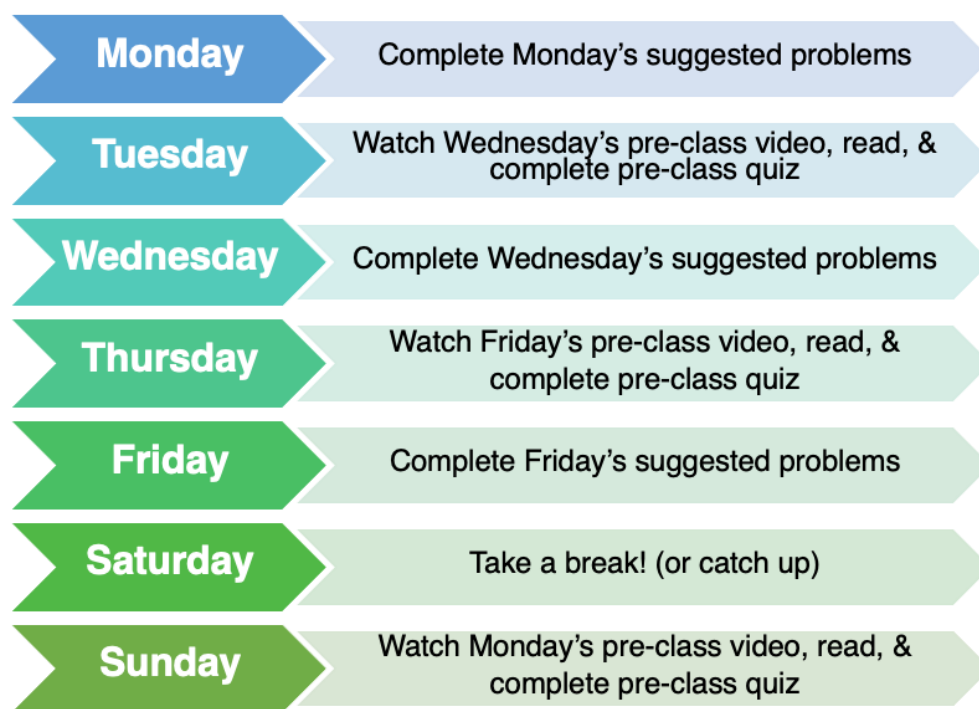 Monday
Complete Monday’s suggested problems
Tuesday
Watch Wednesday’s pre-class video, read, &
complete pre-class quiz
Wednesday
Complete Wednesday’s suggested problems
Thursday
Watch Friday’s pre-class video, read, &
complete pre-class quiz
Friday
Complete Friday’s suggested problems
Saturday
Take a break! (or catch up)
Sunday
Watch Monday’s pre-class video, read, &
complete pre-class quiz